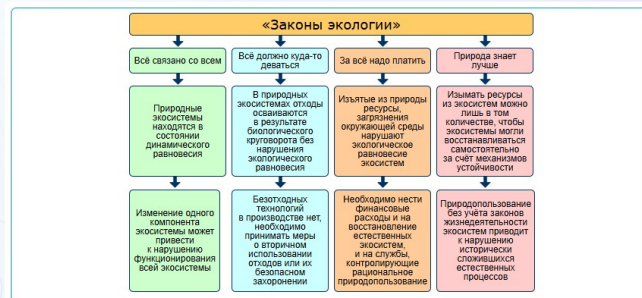 «Законы экологии»
Всё связано со всем
Всё должно куда-то
деваться
За всё надо платить
Природа знает
лучше
Природные
экосистемы
находятся в
состоянии
динамического
равновесия
В природных
экосистемах отходы
осваиваются
в результате
биологического
круговорота без
нарушения
экологического
равновесия
Изъятые из природы
ресурсы,
загрязнения
окружающей среды
нарушают
экологическое
равновесие
экосистем
Изымать ресурсы
из экосистем можно
лишь в том
количестве, чтобы
экосистемы могли
восстанавливаться
самостоятельно
за счёт механизмов
устойчивости
Изменение одного
компонента
экосистемы может
привести
к нарушению
функционирования
всей экосистемы
Безотходных
технологий
в производстве нет,
необходимо
принимать меры
о вторичном
использовании
отходов или их
безопасном
захоронении
Необходимо нести
финансовые
расходы и на
восстановление
естественных
экосистем,
и на службы,
контролирующие
рациональное
природопользование
Природопользование
без учёта законов
жизнедеятельности
экосистем приводит
к нарушению
исторически
сложившихся
естественных
процессов